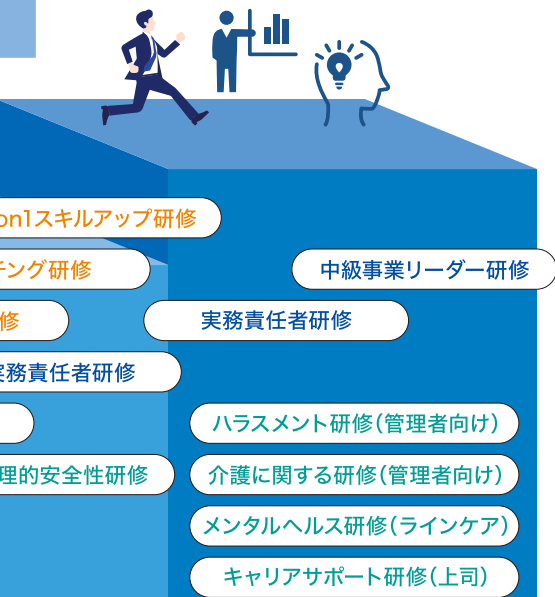 on1スキルアップ研修
チング研修
中級事業リーダー研修
修
実務責任者研修
実務責任者研修
ハラスメント研修（管理者向け）
理的安全性研修
介護に関する研修（管理者向け）
メンタルヘルス研修（ラインケア）
キャリアサポート研修（上司）